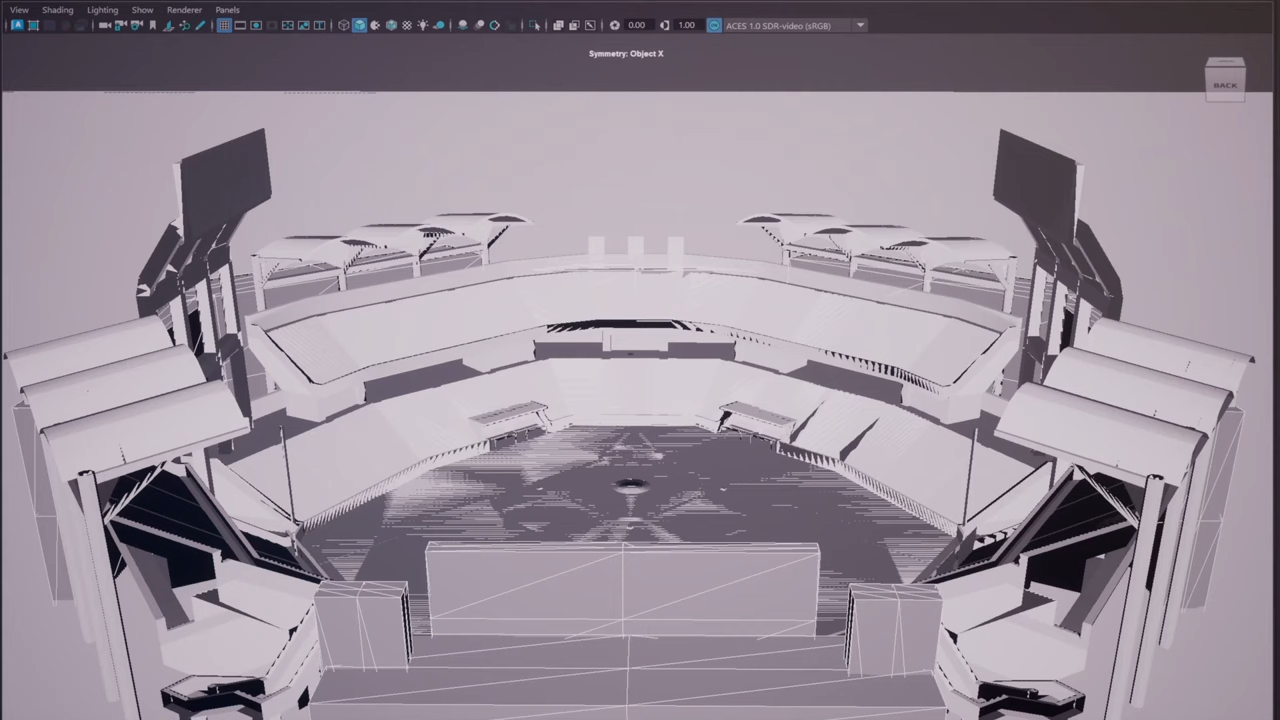 View Shading Lighting Show Renderer Panels
0.00 1.00 ACES 1.0 SDR-video (sRGB)
Symmetry: Object X
BACK